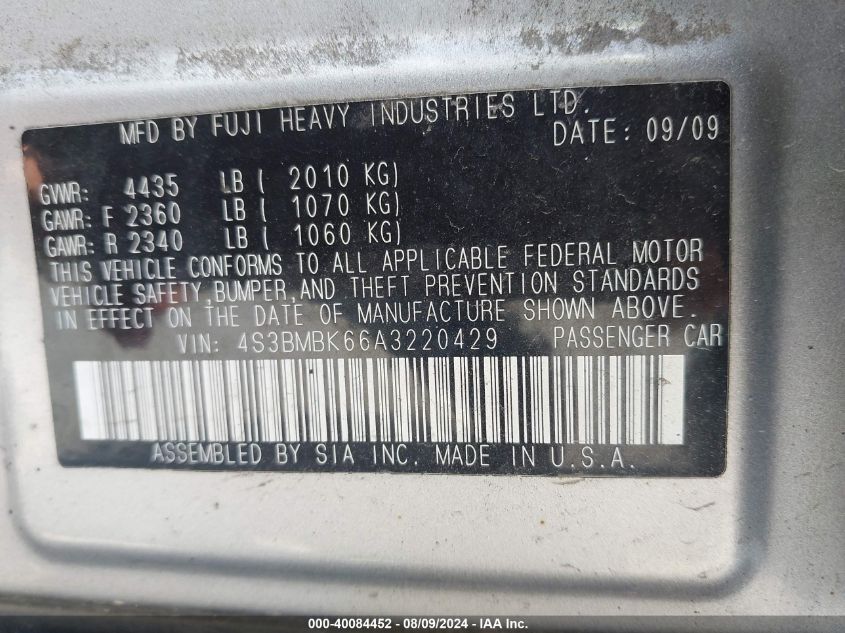 MFD BY FUJI HEAVY INDUSTRIES LTD.
DATE: 09/09
GVWR: 4435 LB ( 2010 KG)
GAWR: F 2360 LB ( 1070 KG)
GAWR: R 2340 LB ( 1060 KG)
THIS VEHICLE CONFORMS TO ALL APPLICABLE FEDERAL MOTOR
VEHICLE SAFETY,BUMPER,AND THEFT PREVENTION STANDARDS
IN EFFECT ON THE DATE OF MANUFACTURE SHOWN ABOVE.
VIN: 4S3BMBK66A3220429 PASSENGER CAR
ASSEMBLED BY SIA INC. MADE IN U.S.A.
000-40084452 - 08/09/2024 - IAA Inc.